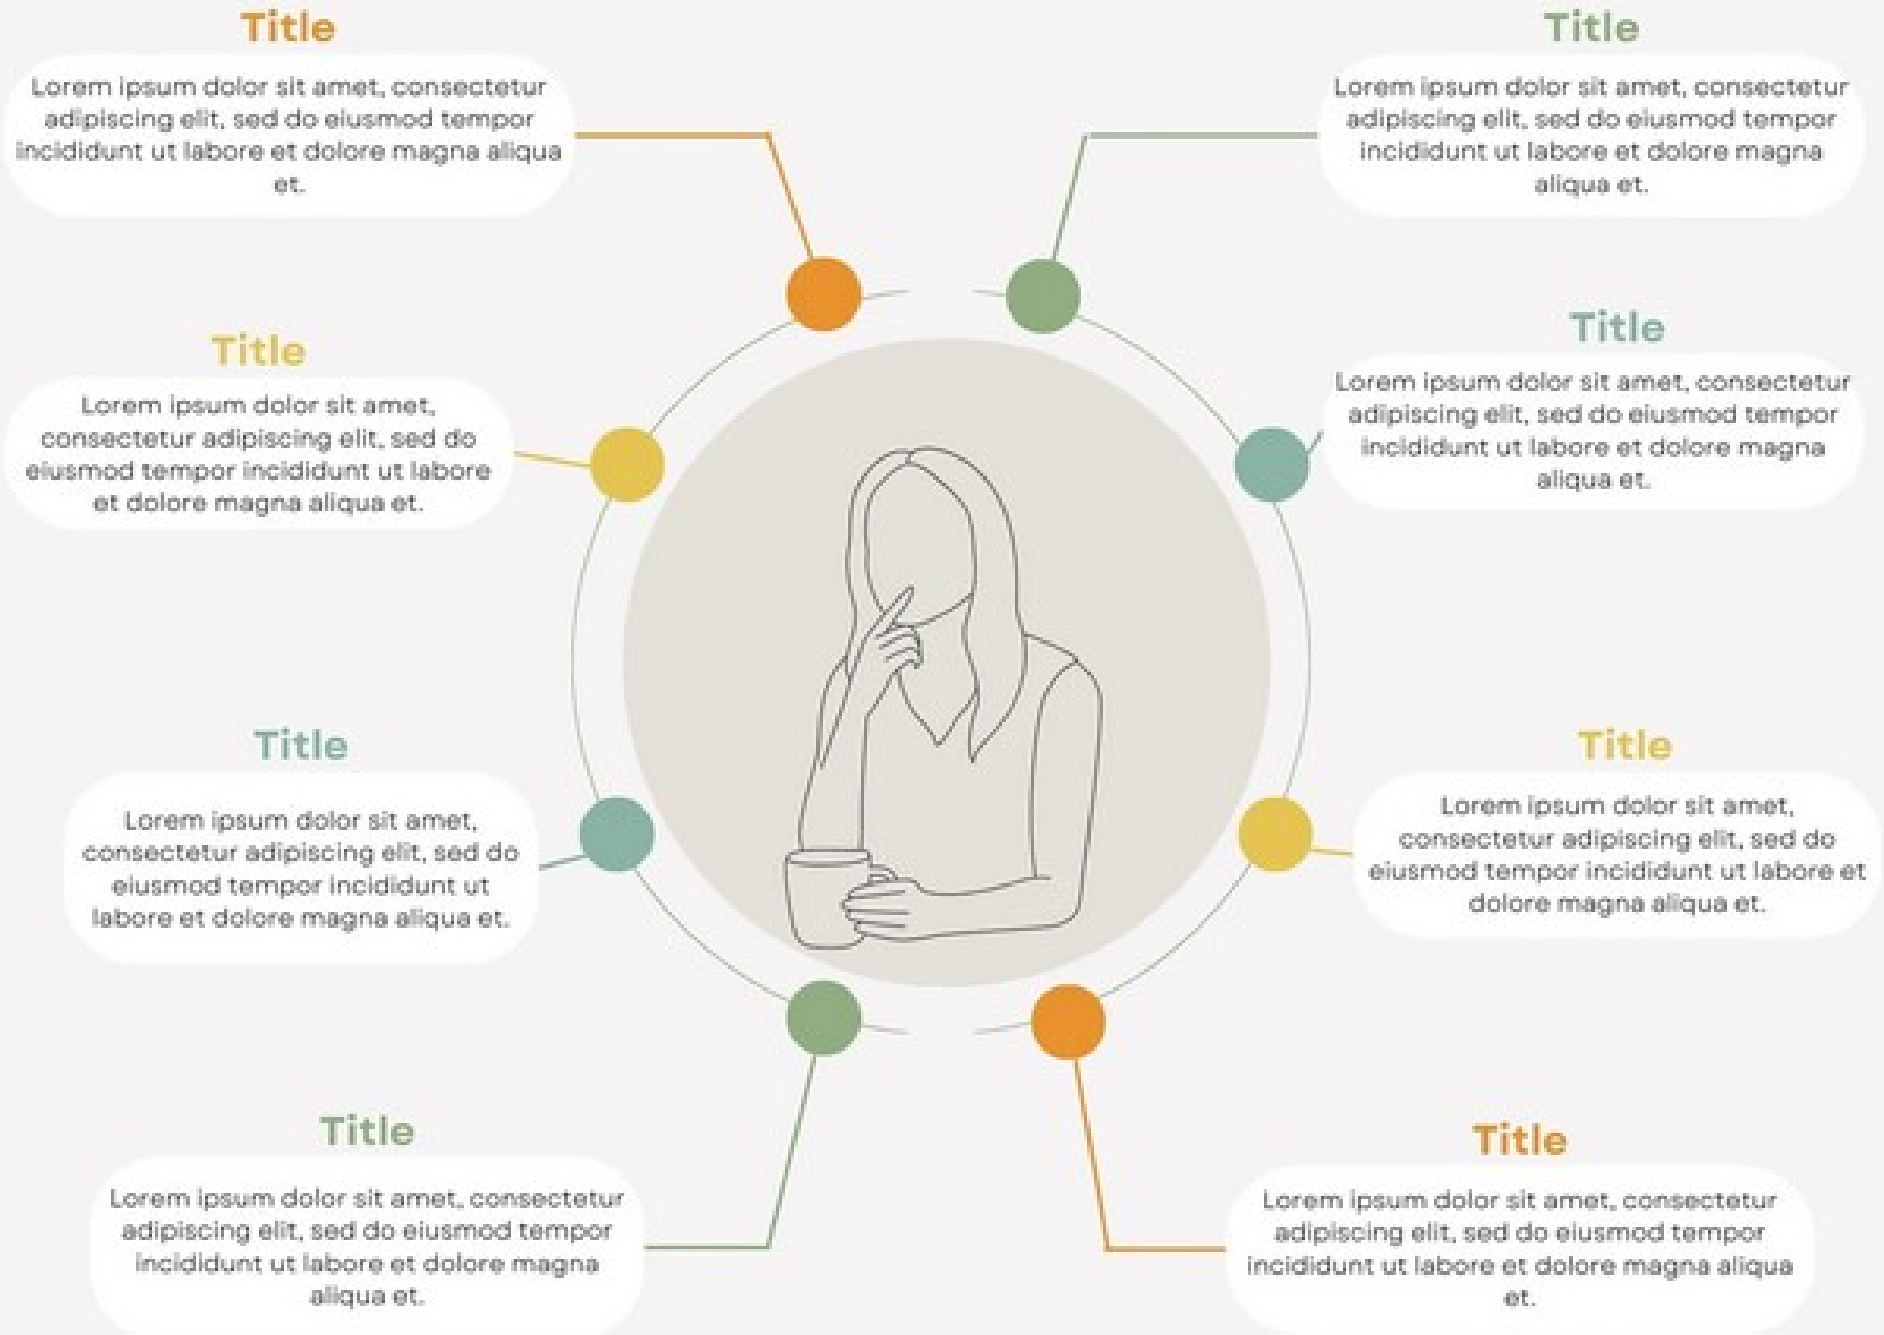 Title
Lorem ipsum dolor sit amet, consectetur
adipiscing elit, sed do eiusmod tempor
incididunt ut labore et dolore magna aliqua
et.
Title
Lorem ipsum dolor sit amet,
consectetur adipiscing elit, sed do
eiusmod tempor incididunt ut labore
et dolore magna aliqua et.
Title
Lorem ipsum dolor sit amet,
consectetur adipiscing elit, sed do
eiusmod tempor incididunt ut
labore et dolore magna aliqua et.
Title
Lorem ipsum dolor sit amet, consectetur
adipiscing elit, sed do eiusmod tempor
incididunt ut labore et dolore magna
aliqua et.
Title
Lorem ipsum dolor sit amet, consectetur
adipiscing elit, sed do eiusmod tempor
incididunt ut labore et dolore magna
aliqua et.
Title
Lorem ipsum dolor sit amet, consectetur
adipiscing elit, sed do eiusmod tempor
incididunt ut labore et dolore magna
aliqua et.
Title
Lorem ipsum dolor sit amet,
consectetur adipiscing elit, sed do
eiusmod tempor incididunt ut labore et
dolore magna aliqua et.
Title
Lorem ipsum dolor sit amet, consectetur
adipiscing elit, sed do eiusmod tempor
incididunt ut labore et dolore magna aliqua
et.